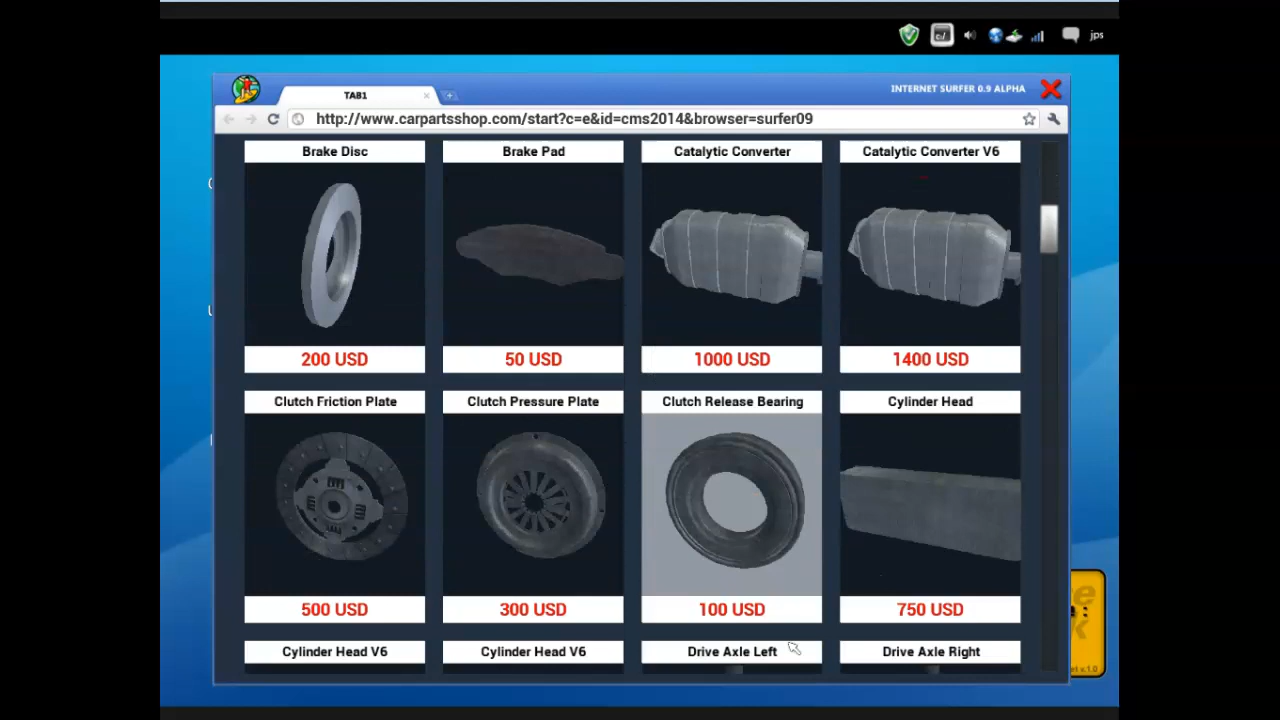 jps
TAB1
INTERNET SURFER 0.9 ALPHA
http://www.carpartsshop.com/start?c=e&id=cms2014&browser=surfer09
Brake Disc
Brake Pad
Catalytic Converter
Catalytic Converter V6
200 USD
50 USD
1000 USD
1400 USD
Clutch Friction Plate
Clutch Pressure Plate
Clutch Release Bearing
Cylinder Head
500 USD
300 USD
100 USD
750 USD
Cylinder Head V6
Cylinder Head V6
Drive Axle Left
Drive Axle Right